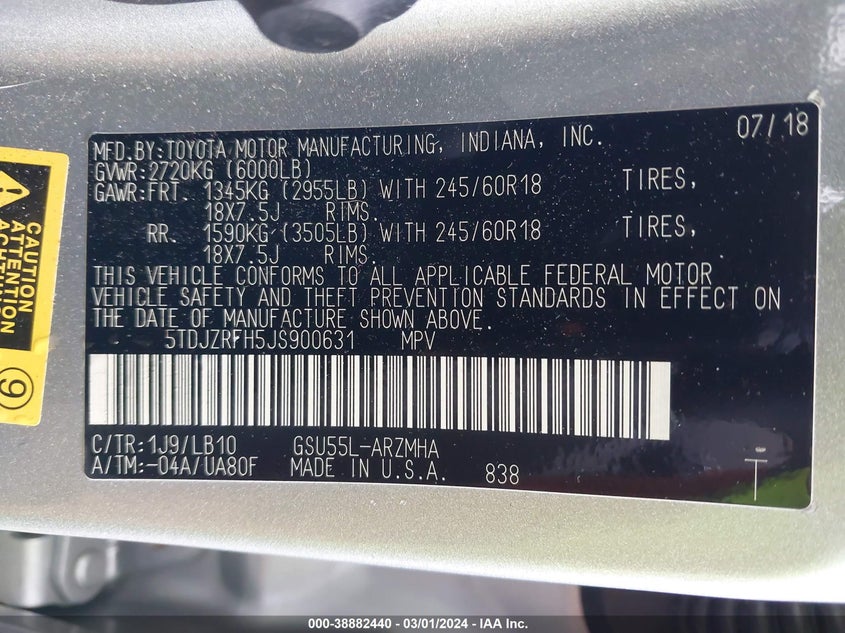 07/18
MFD.BY:TOYOTA MOTOR MANUFACTURING, INDIANA, INC.
GVWR:2720KG (6000LB)
GAWR:FRT. 1345KG (2955LB) WITH 245/60R18 TIRES,
18X7.5J RIMS.
RR. 1590KG (3505LB) WITH 245/60R18 TIRES,
18X7.5J RIMS.
THIS VEHICLE CONFORMS TO ALL APPLICABLE FEDERAL MOTOR
VEHICLE SAFETY AND THEFT PREVENTION STANDARDS IN EFFECT ON
THE DATE OF MANUFACTURE SHOWN ABOVE.
5TDJZRFH5JS900631 MPV
C/TR:1J9/LB10 GSU55L-ARZMHA
A/TM:-04A/UA80F MADE IN U.S.A. 838
CAUTION
ATTENTION
ACHTUNG
9
000-38882440 - 03/01/2024 - IAA Inc.